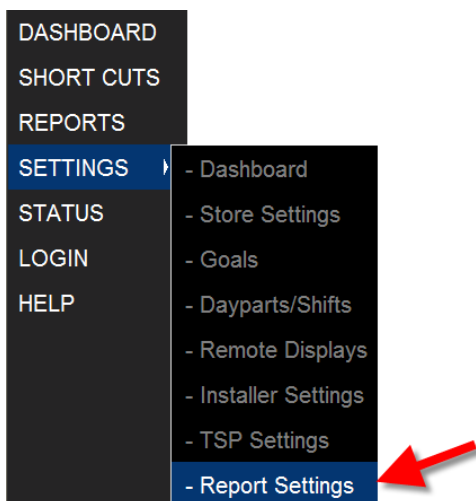 DASHBOARD
SHORT CUTS
REPORTS
SETTINGS
STATUS
LOGIN
HELP
- Dashboard
- Store Settings
- Goals
- Dayparts/Shifts
- Remote Displays
- Installer Settings
- TSP Settings
- Report Settings